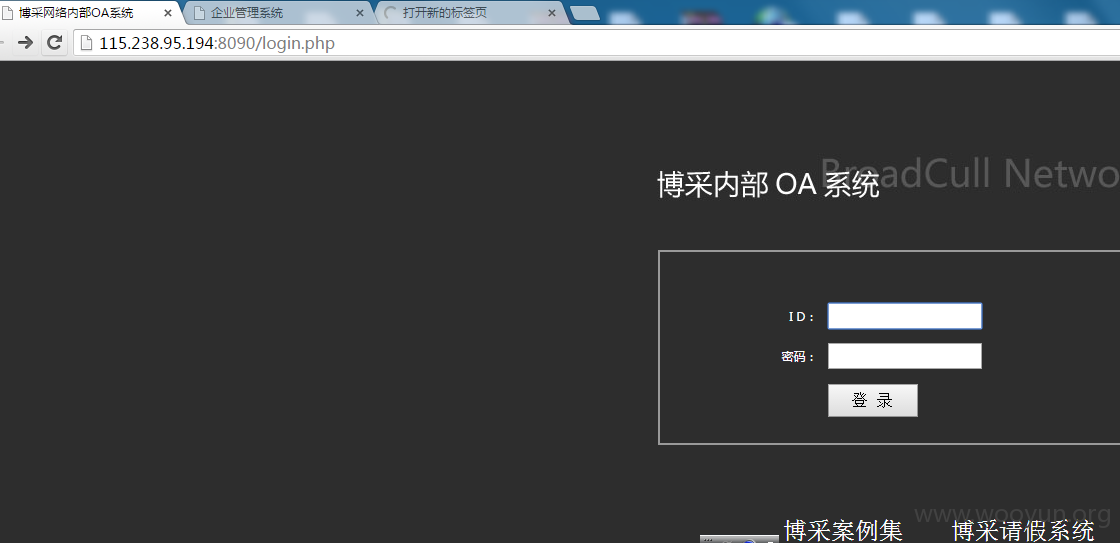 博采网络内部OA系统 企业管理系统 打开新的标签页
115.238.95.194:8090/login.php
BroadCull Netwo
博采内部 OA 系统
ID：
密码：
登 录
www.wooyun.org
博采案例集 博采请假系统